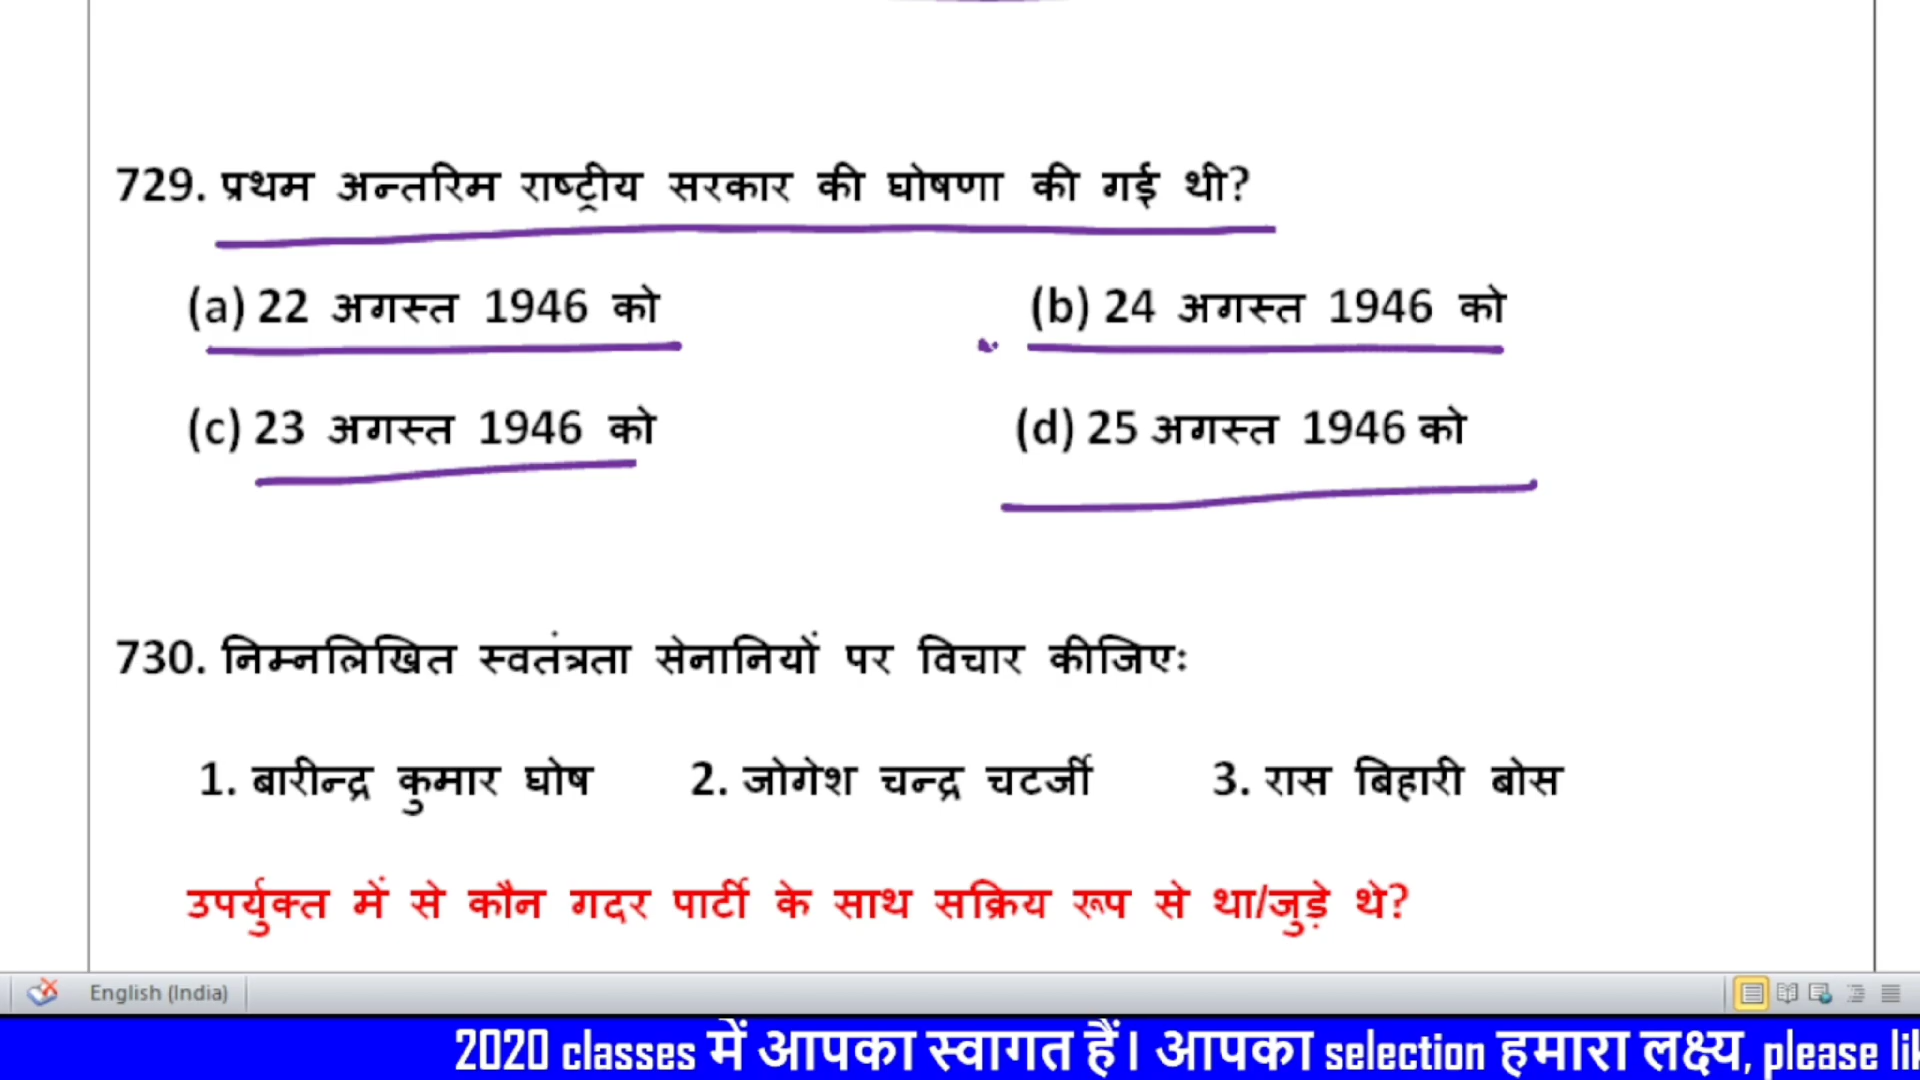 729. प्रथम अन्तरिम राष्ट्रीय सरकार की घोषणा की गई थी?
(a) 22 अगस्त 1946 को (b) 24 अगस्त 1946 को
(c) 23 अगस्त 1946 को (d) 25 अगस्त 1946 को
730. निम्नलिखित स्वतंत्रता सेनानियों पर विचार कीजिएः
1. बारीन्द्र कुमार घोष 2. जोगेश चन्द्र चटर्जी 3. रास बिहारी बोस
उपर्युक्त में से कौन गदर पार्टी के साथ सक्रिय रूप से था/जुड़े थे?
English (India)
2020 classes में आपका स्वागत हैं। आपका selection हमारा लक्ष्य, please lik